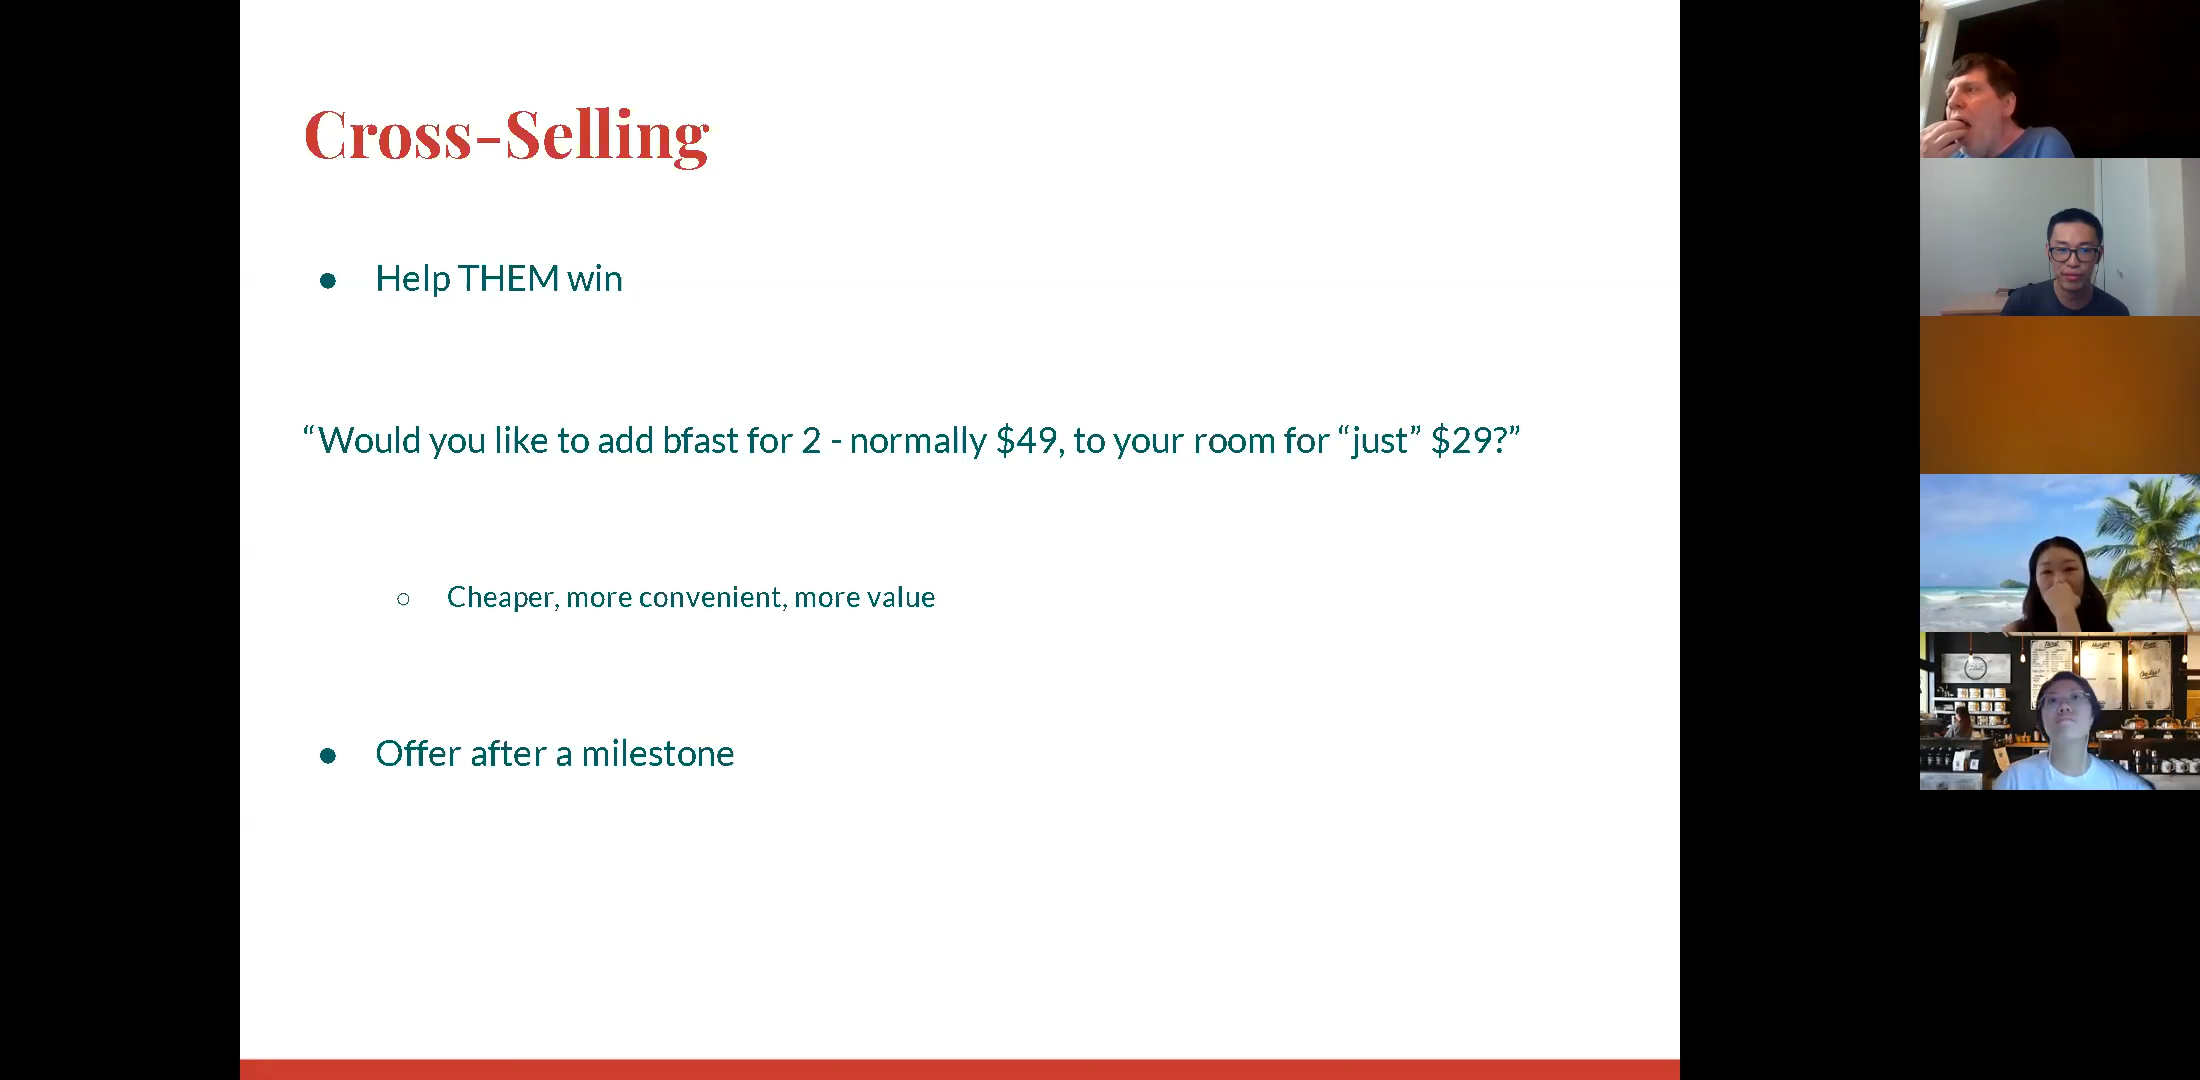 Cross-Selling
● Help THEM win
“Would you like to add bfast for 2 - normally $49, to your room for “just” $29?”
○ Cheaper, more convenient, more value
● Offer after a milestone